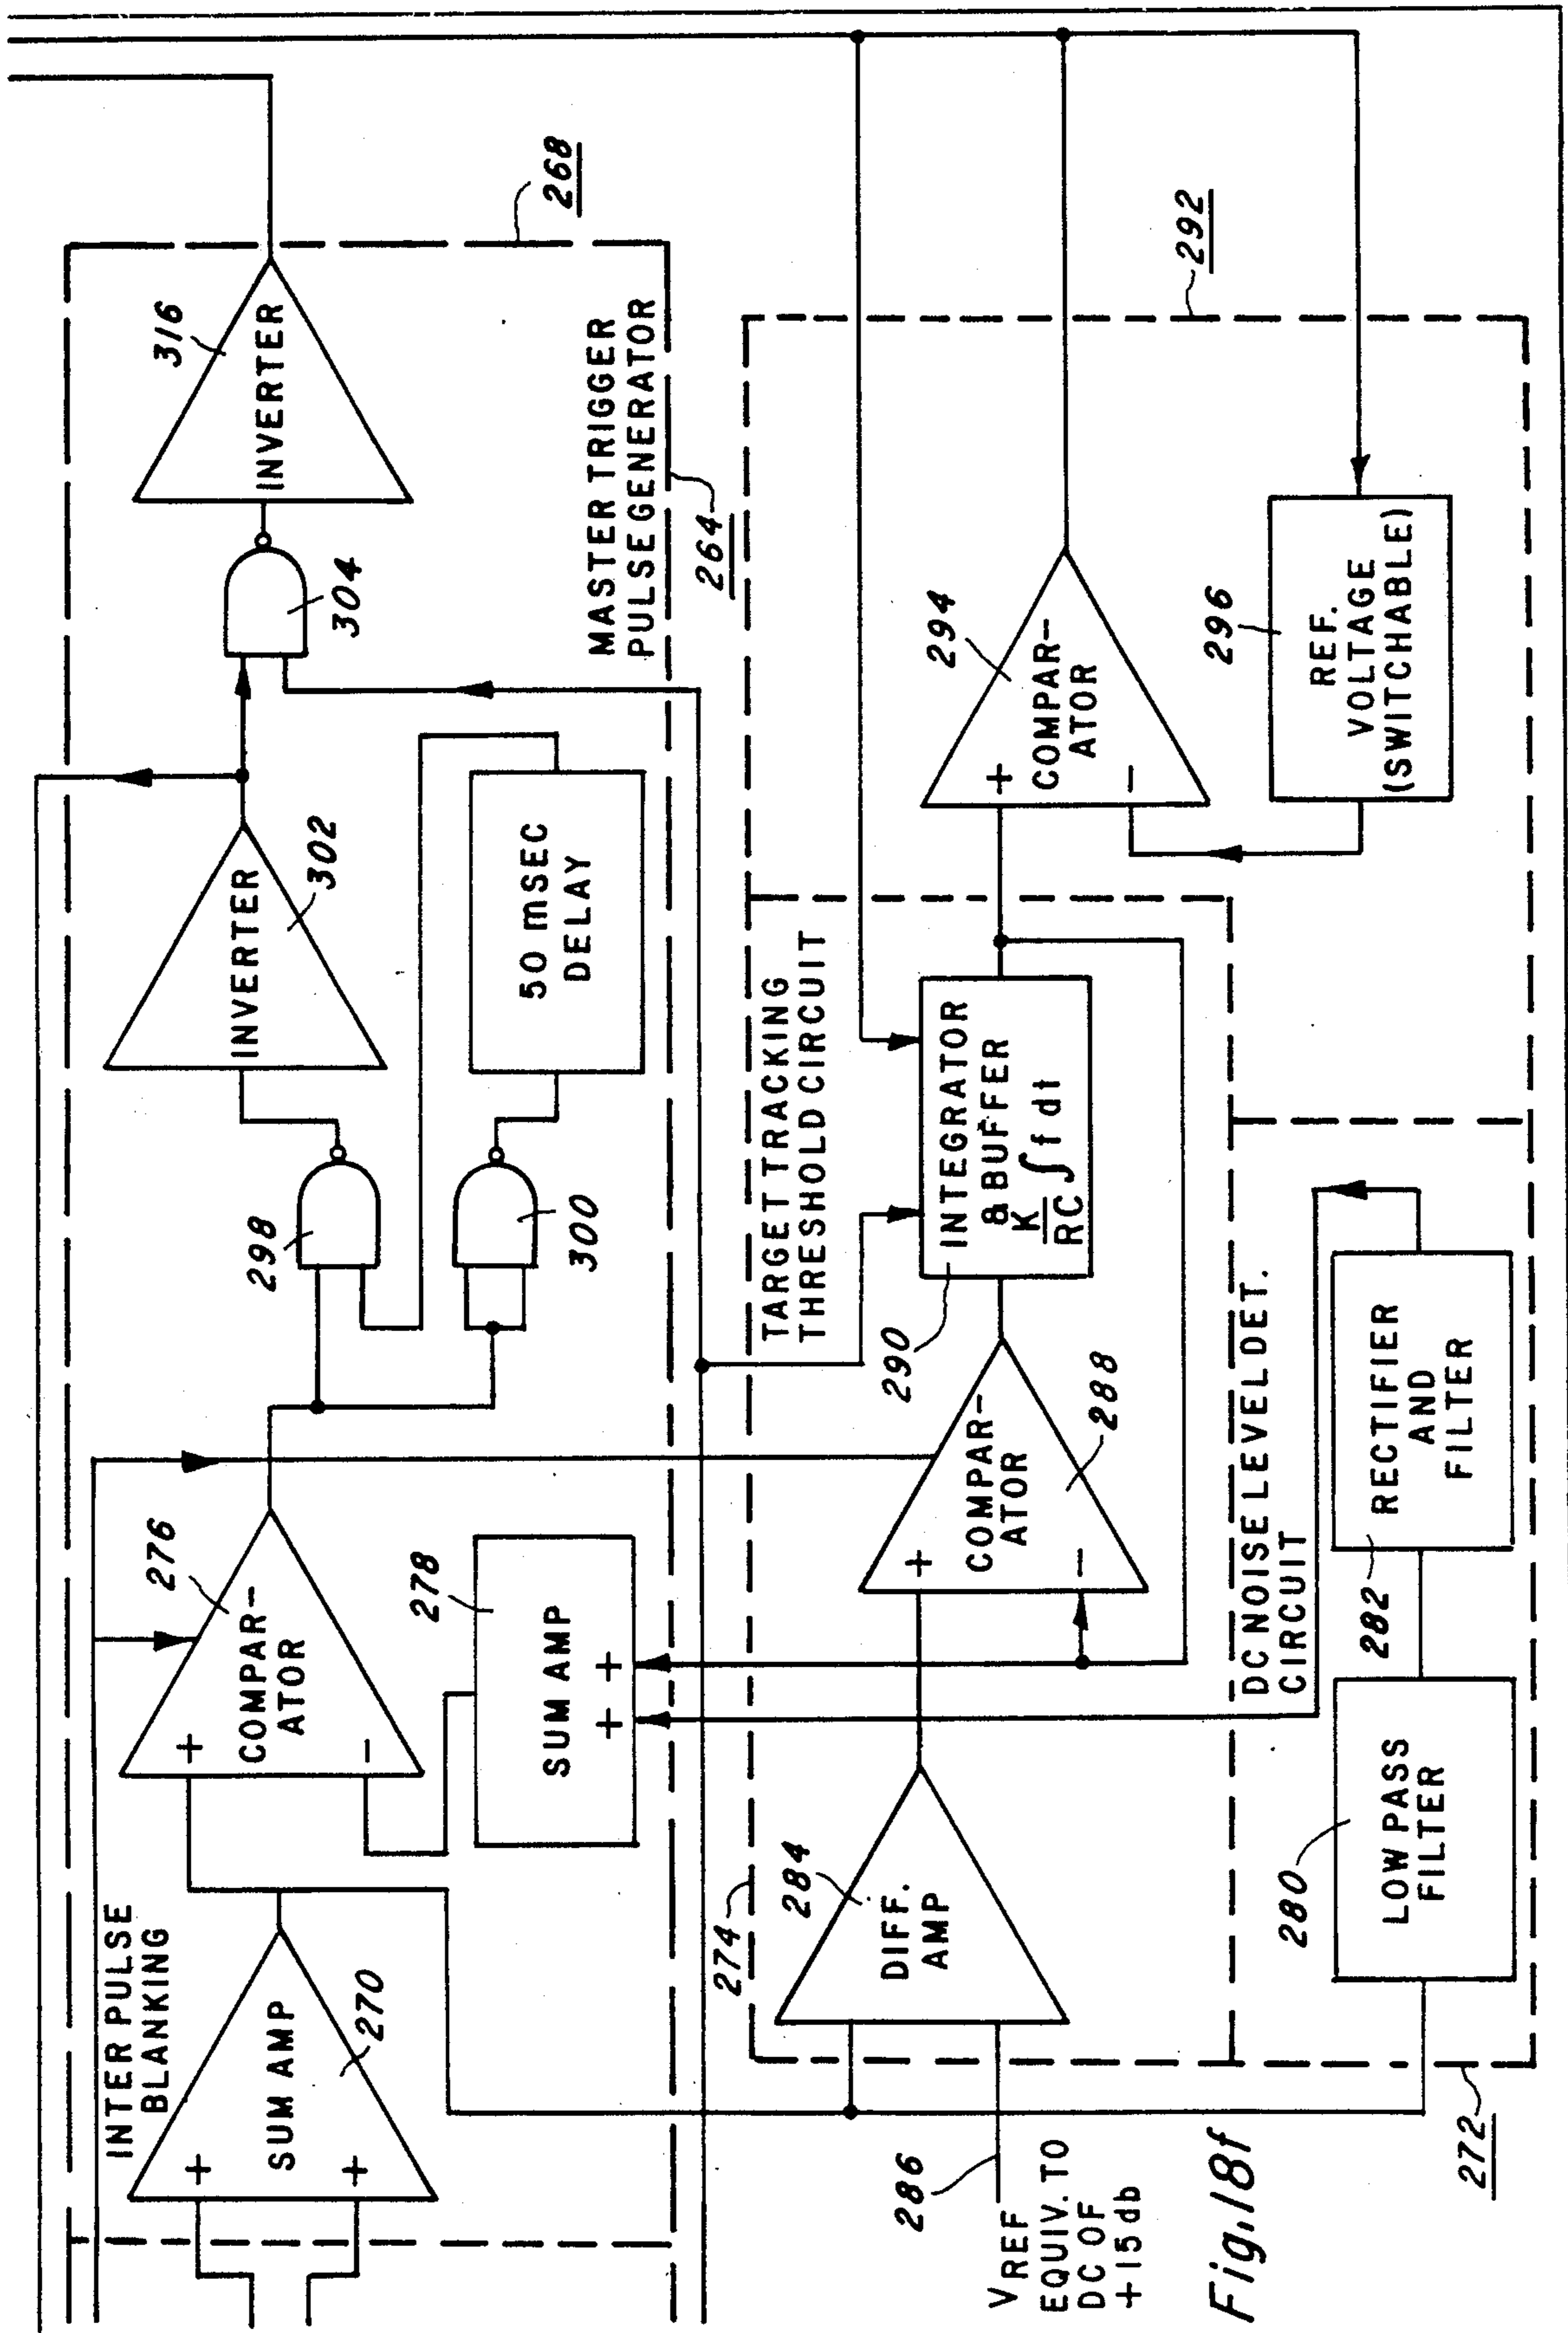 INTER PULSE
BLANKING
SUM AMP
+
+
270
276
COMPAR-
ATOR
+
-
278
SUM AMP
+ +
298
300
INVERTER
302
50 mSEC
DELAY
304
316
INVERTER
268
MASTER TRIGGER
PULSE GENERATOR
264
274
284
DIFF.
AMP
286
VREF
EQUIV. TO
DC OF
+15db
TARGET TRACKING
THRESHOLD CIRCUIT
COMPAR-
ATOR
+
-
288
290
INTEGRATOR
& BUFFER
K/RC ∫f dt
294
COMPAR-
ATOR
+
-
296
REF.
VOLTAGE
(SWITCHABLE)
292
DC NOISE LEVEL DET.
CIRCUIT
280
LOW PASS
FILTER
282
RECTIFIER
AND
FILTER
272
Fig. 18f